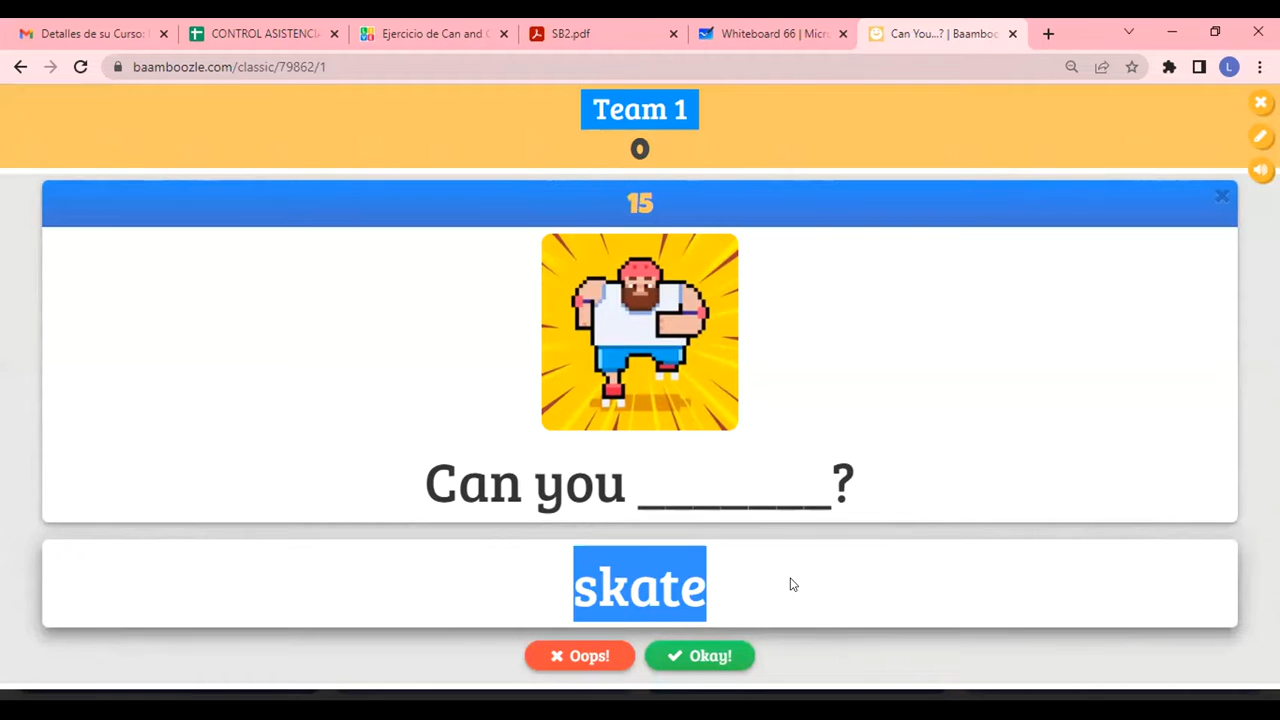 Detalles de su Curso:
CONTROL ASISTENCI
Ejercicio de Can and C
SB2.pdf
Whiteboard 66 | Micr
Can You...? | Baamboo
baamboozle.com/classic/79862/1
L
Team 1
0
15
Can you _______?
skate
Oops!
Okay!